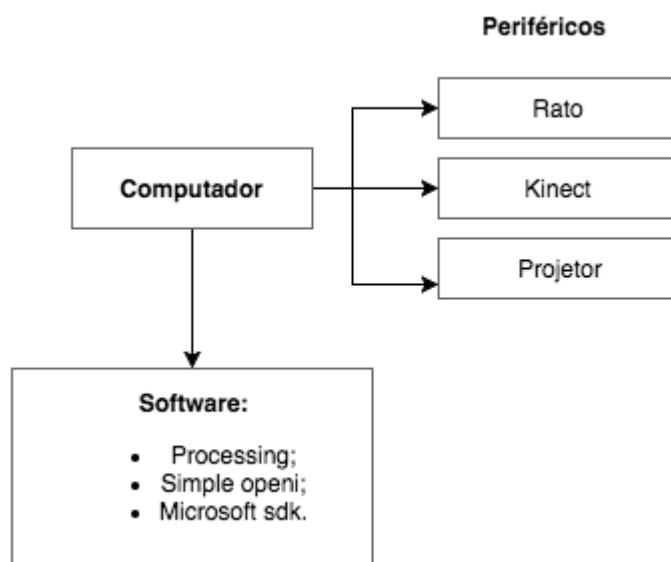 Periféricos
Rato
Computador
Kinect
Projetor
Software:
• Processing;
• Simple openi;
• Microsoft sdk.